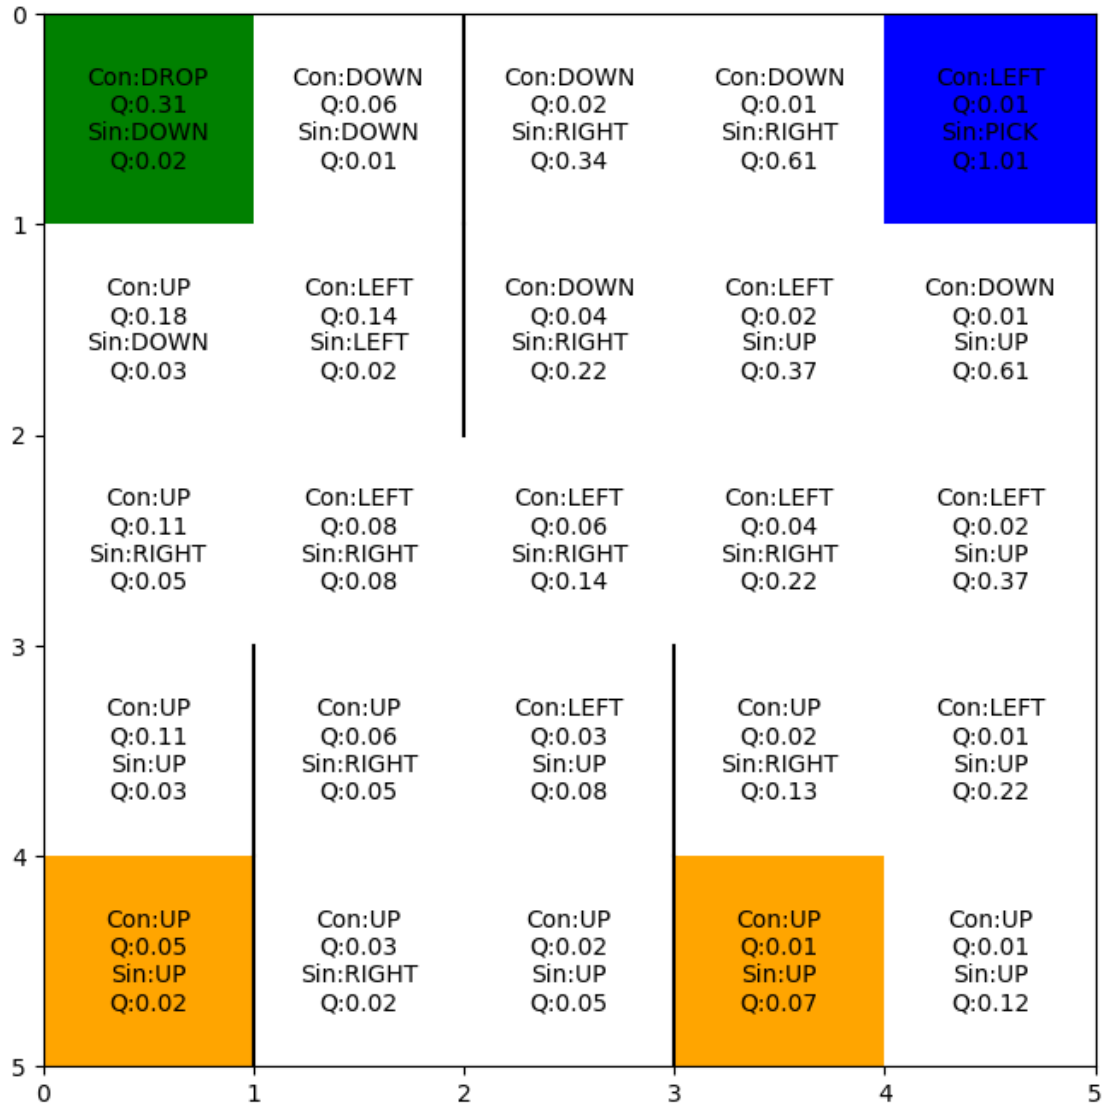 0
Con:DROP
Q:0.31
Sin:DOWN
Q:0.02
Con:DOWN
Q:0.06
Sin:DOWN
Q:0.01
Con:DOWN
Q:0.02
Sin:RIGHT
Q:0.34
Con:DOWN
Q:0.01
Sin:RIGHT
Q:0.61
Con:LEFT
Q:0.01
Sin:PICK
Q:1.01
1
Con:UP
Q:0.18
Sin:DOWN
Q:0.03
Con:LEFT
Q:0.14
Sin:LEFT
Q:0.02
Con:DOWN
Q:0.04
Sin:RIGHT
Q:0.22
Con:LEFT
Q:0.02
Sin:UP
Q:0.37
Con:DOWN
Q:0.01
Sin:UP
Q:0.61
2
Con:UP
Q:0.11
Sin:RIGHT
Q:0.05
Con:LEFT
Q:0.08
Sin:RIGHT
Q:0.08
Con:LEFT
Q:0.06
Sin:RIGHT
Q:0.14
Con:LEFT
Q:0.04
Sin:RIGHT
Q:0.22
Con:LEFT
Q:0.02
Sin:UP
Q:0.37
3
Con:UP
Q:0.11
Sin:UP
Q:0.03
Con:UP
Q:0.06
Sin:RIGHT
Q:0.05
Con:LEFT
Q:0.03
Sin:UP
Q:0.08
Con:UP
Q:0.02
Sin:RIGHT
Q:0.13
Con:LEFT
Q:0.01
Sin:UP
Q:0.22
4
Con:UP
Q:0.05
Sin:UP
Q:0.02
Con:UP
Q:0.03
Sin:RIGHT
Q:0.02
Con:UP
Q:0.02
Sin:UP
Q:0.05
Con:UP
Q:0.01
Sin:UP
Q:0.07
Con:UP
Q:0.01
Sin:UP
Q:0.12
5
0 1 2 3 4 5